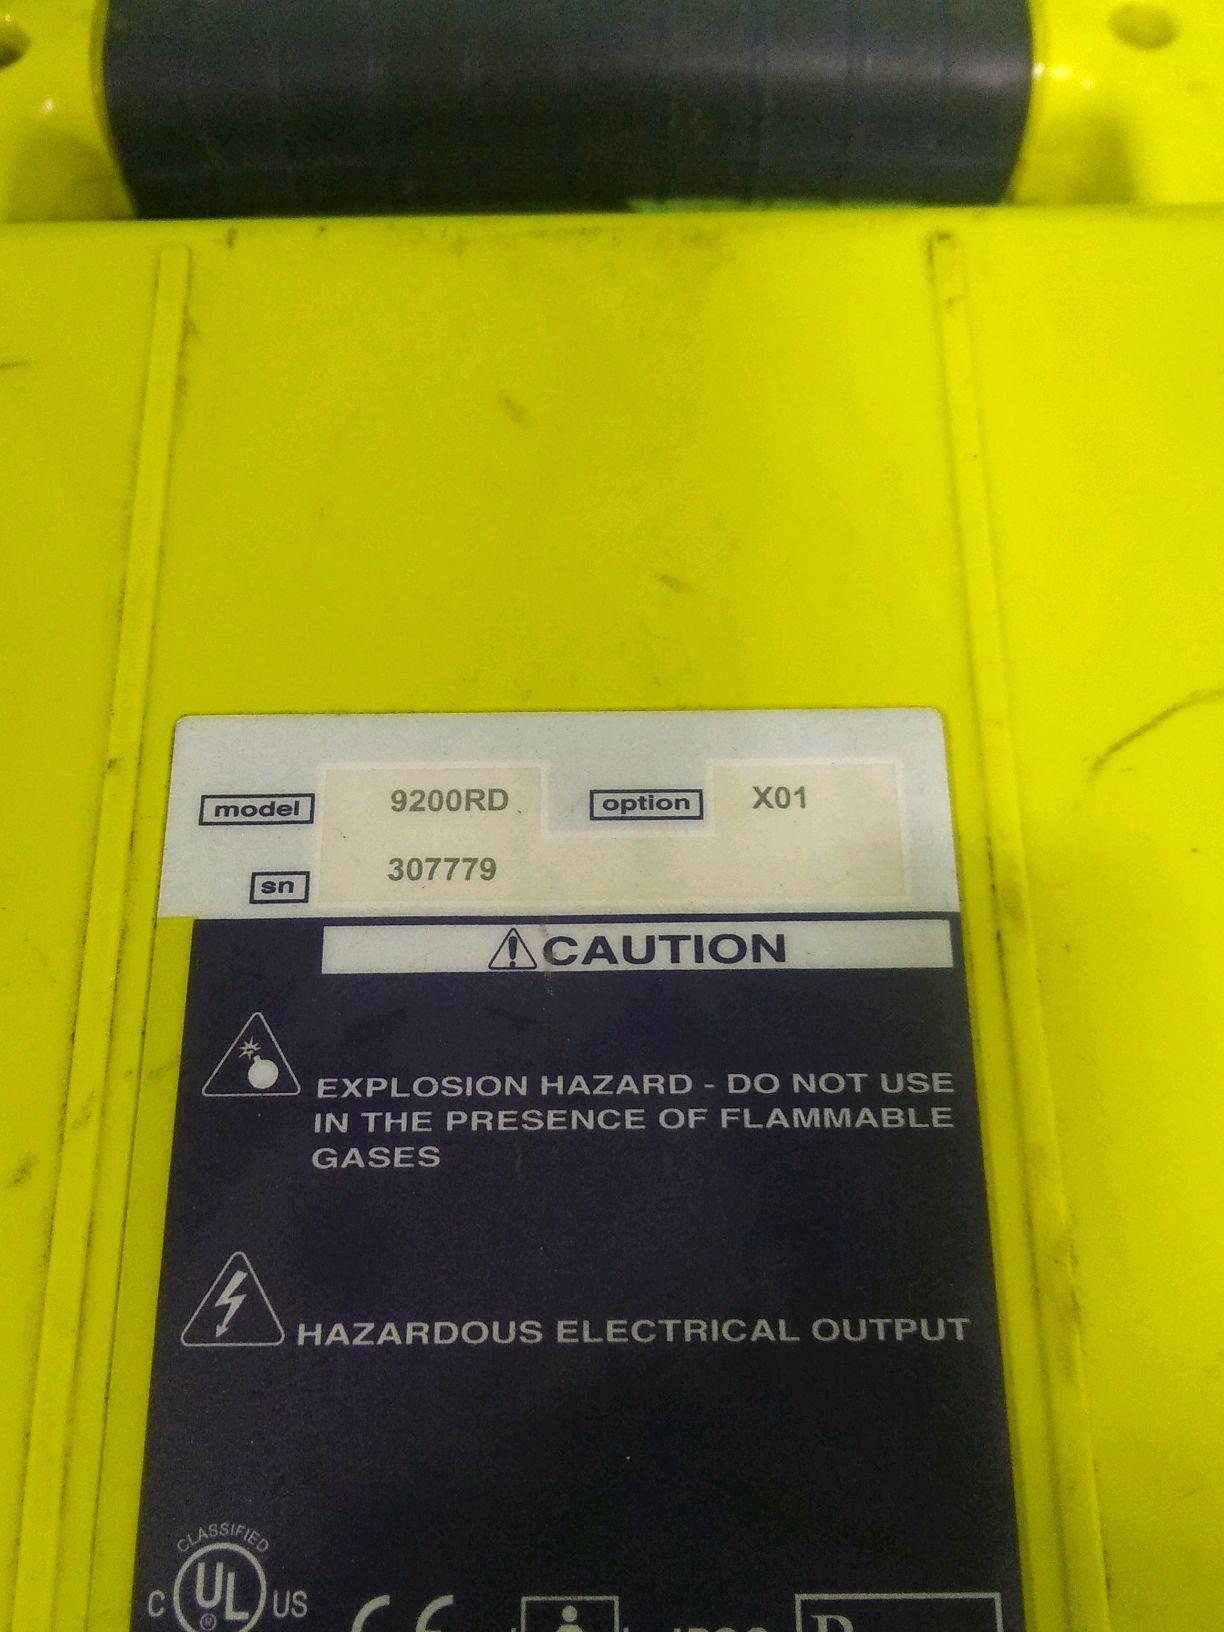 model 9200RD option X01
sn 307779
CAUTION
EXPLOSION HAZARD - DO NOT USE
IN THE PRESENCE OF FLAMMABLE
GASES
HAZARDOUS ELECTRICAL OUTPUT
CLASSIFIED
C UL® US
CE